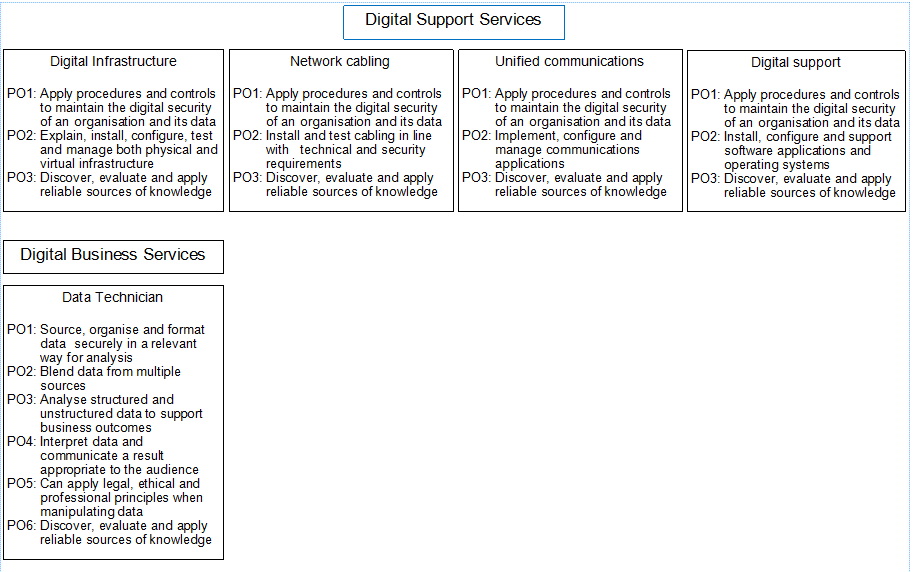 Digital Support Services
Digital Infrastructure
PO1: Apply procedures and controls
to maintain the digital security
of an organisation and its data
PO2: Explain, install, configure, test
and manage both physical and
virtual infrastructure
PO3: Discover, evaluate and apply
reliable sources of knowledge
Network cabling
PO1: Apply procedures and controls
to maintain the digital security
of an organisation and its data
PO2: Install and test cabling in line
with technical and security
requirements
PO3: Discover, evaluate and apply
reliable sources of knowledge
Unified communications
PO1: Apply procedures and controls
to maintain the digital security
of an organisation and its data
PO2: Implement, configure and
manage communications
applications
PO3: Discover, evaluate and apply
reliable sources of knowledge
Digital support
PO1: Apply procedures and controls
to maintain the digital security
of an organisation and its data
PO2: Install, configure and support
software applications and
operating systems
PO3: Discover, evaluate and apply
reliable sources of knowledge
Digital Business Services
Data Technician
PO1: Source, organise and format
data securely in a relevant
way for analysis
PO2: Blend data from multiple
sources
PO3: Analyse structured and
unstructured data to support
business outcomes
PO4: Interpret data and
communicate a result
appropriate to the audience
PO5: Can apply legal, ethical and
professional principles when
manipulating data
PO6: Discover, evaluate and apply
reliable sources of knowledge